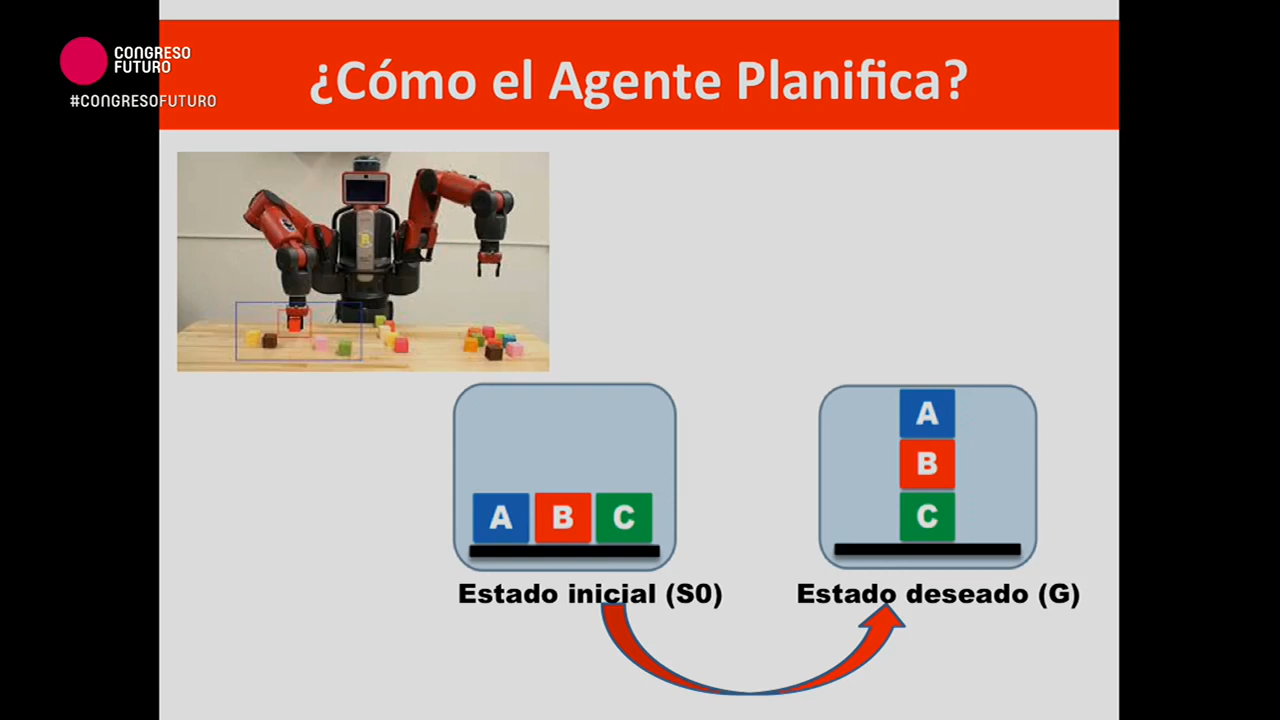 CONGRESO
FUTURO
#CONGRESOFUTURO
¿Cómo el Agente Planifica?
A
B
C
A B C
Estado inicial (S0)
Estado deseado (G)